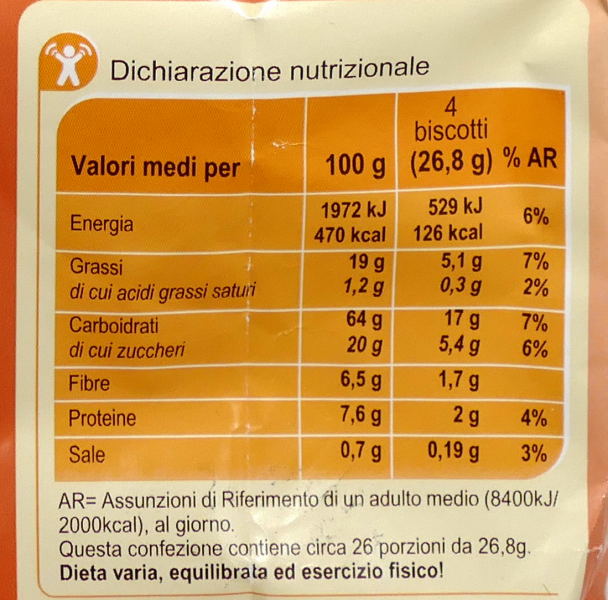 Dichiarazione nutrizionale
4
biscotti
Valori medi per 100 g (26,8 g) % AR
Energia 1972 kJ 529 kJ 6%
470 kcal 126 kcal
Grassi 19 g 5,1 g 7%
di cui acidi grassi saturi 1,2 g 0,3 g 2%
Carboidrati 64 g 17 g 7%
di cui zuccheri 20 g 5,4 g 6%
Fibre 6,5 g 1,7 g
Proteine 7,6 g 2 g 4%
Sale 0,7 g 0,19 g 3%
AR= Assunzioni di Riferimento di un adulto medio (8400kJ/
2000kcal), al giorno.
Questa confezione contiene circa 26 porzioni da 26,8g.
Dieta varia, equilibrata ed esercizio fisico!